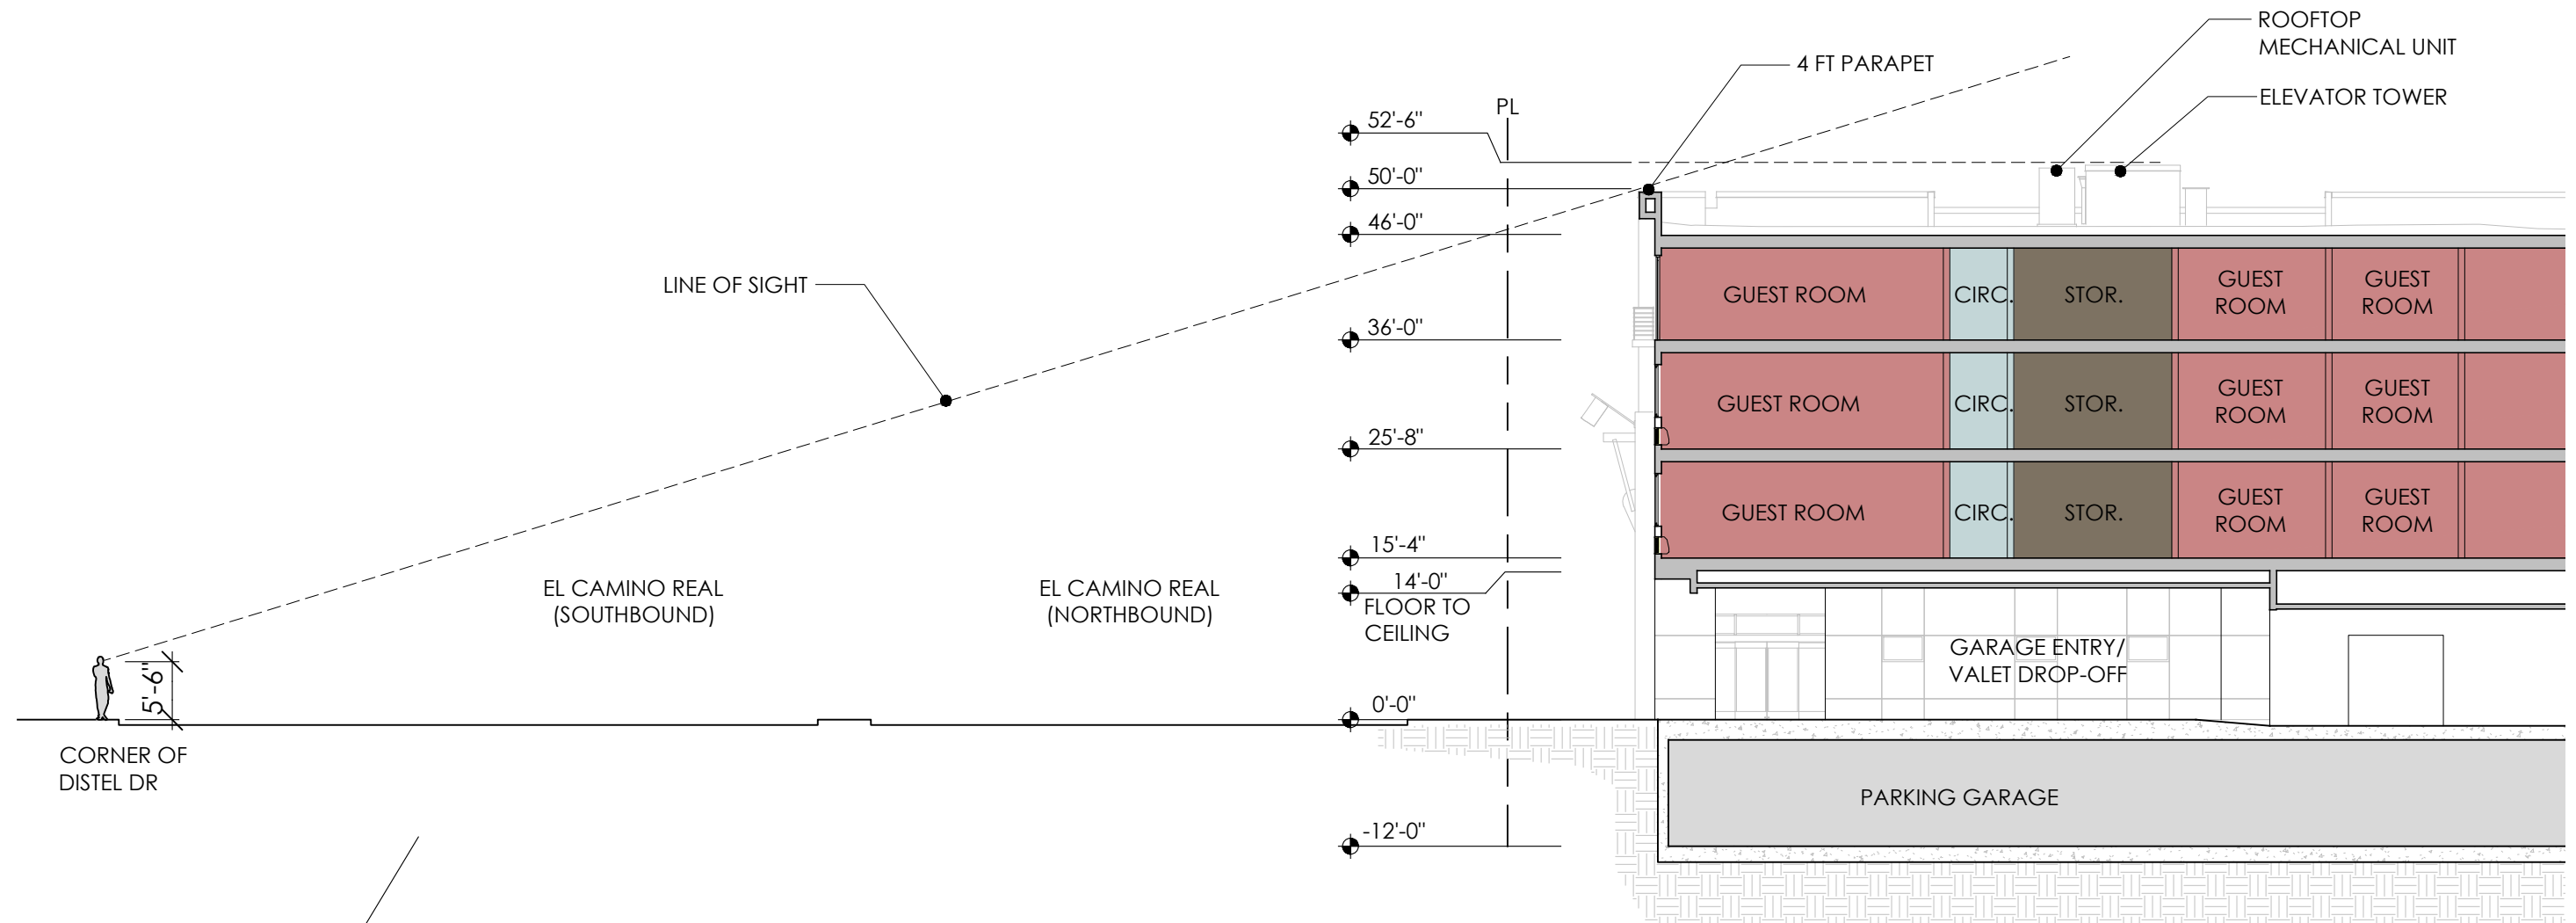 ROOFTOP
MECHANICAL UNIT
4 FT PARAPET
ELEVATOR TOWER
PL
52'-6"
50'-0"
46'-0"
LINE OF SIGHT
36'-0"
25'-8"
15'-4"
14'-0"
FLOOR TO
CEILING
0'-0"
-12'-0"
GUEST ROOM
CIRC.
STOR.
GUEST
ROOM
GUEST
ROOM
GUEST ROOM
CIRC.
STOR.
GUEST
ROOM
GUEST
ROOM
GUEST ROOM
CIRC.
STOR.
GUEST
ROOM
GUEST
ROOM
EL CAMINO REAL
(SOUTHBOUND)
EL CAMINO REAL
(NORTHBOUND)
GARAGE ENTRY/
VALET DROP-OFF
5'-6"
CORNER OF
DISTEL DR
PARKING GARAGE